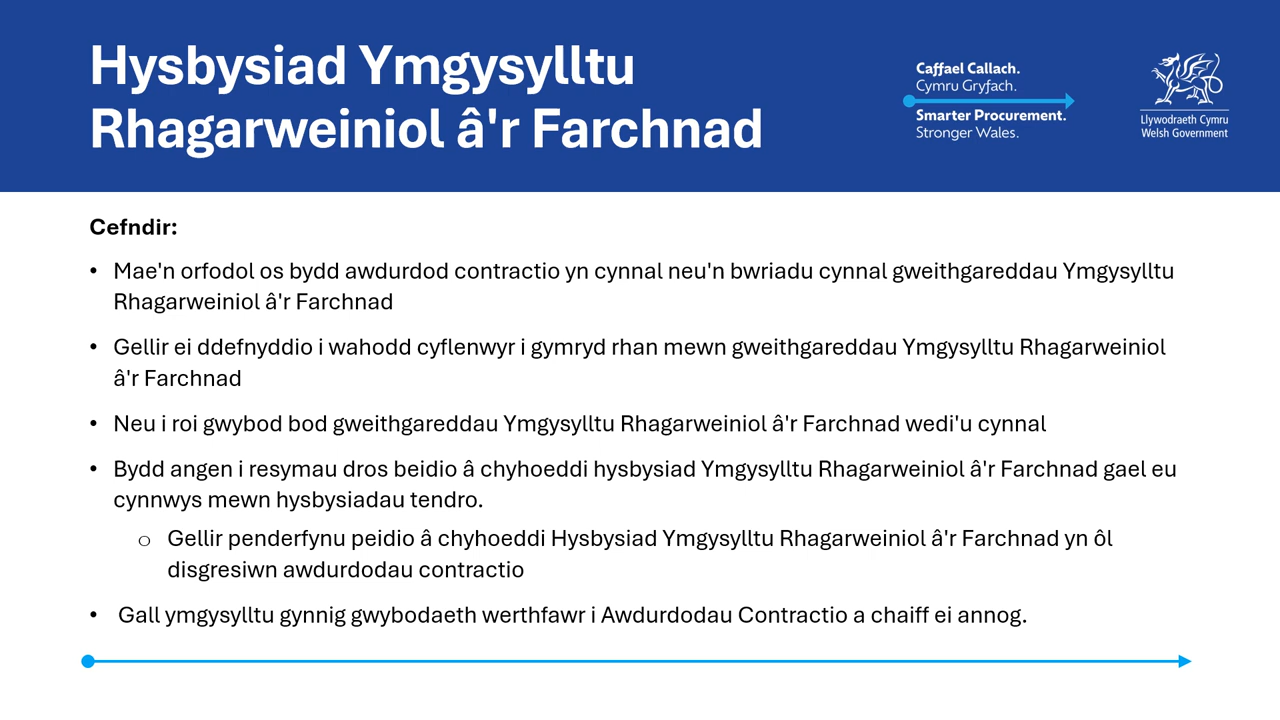 Hysbysiad Ymgysylltu
Rhagarweiniol â'r Farchnad
Caffael Callach.
Cymru Gryfach.
Smarter Procurement.
Stronger Wales.
Llywodraeth Cymru
Welsh Government
Cefndir:
• Mae'n orfodol os bydd awdurdod contractio yn cynnal neu'n bwriadu cynnal gweithgareddau Ymgysylltu
Rhagarweiniol â'r Farchnad
• Gellir ei ddefnyddio i wahodd cyflenwyr i gymryd rhan mewn gweithgareddau Ymgysylltu Rhagarweiniol
â'r Farchnad
• Neu i roi gwybod bod gweithgareddau Ymgysylltu Rhagarweiniol â'r Farchnad wedi'u cynnal
• Bydd angen i resymau dros beidio â chyhoeddi hysbysiad Ymgysylltu Rhagarweiniol â'r Farchnad gael eu
cynnwys mewn hysbysiadau tendro.
o Gellir penderfynu peidio â chyhoeddi Hysbysiad Ymgysylltu Rhagarweiniol â'r Farchnad yn ôl
disgresiwn awdurdodau contractio
• Gall ymgysylltu gynnig gwybodaeth werthfawr i Awdurdodau Contractio a chaiff ei annog.